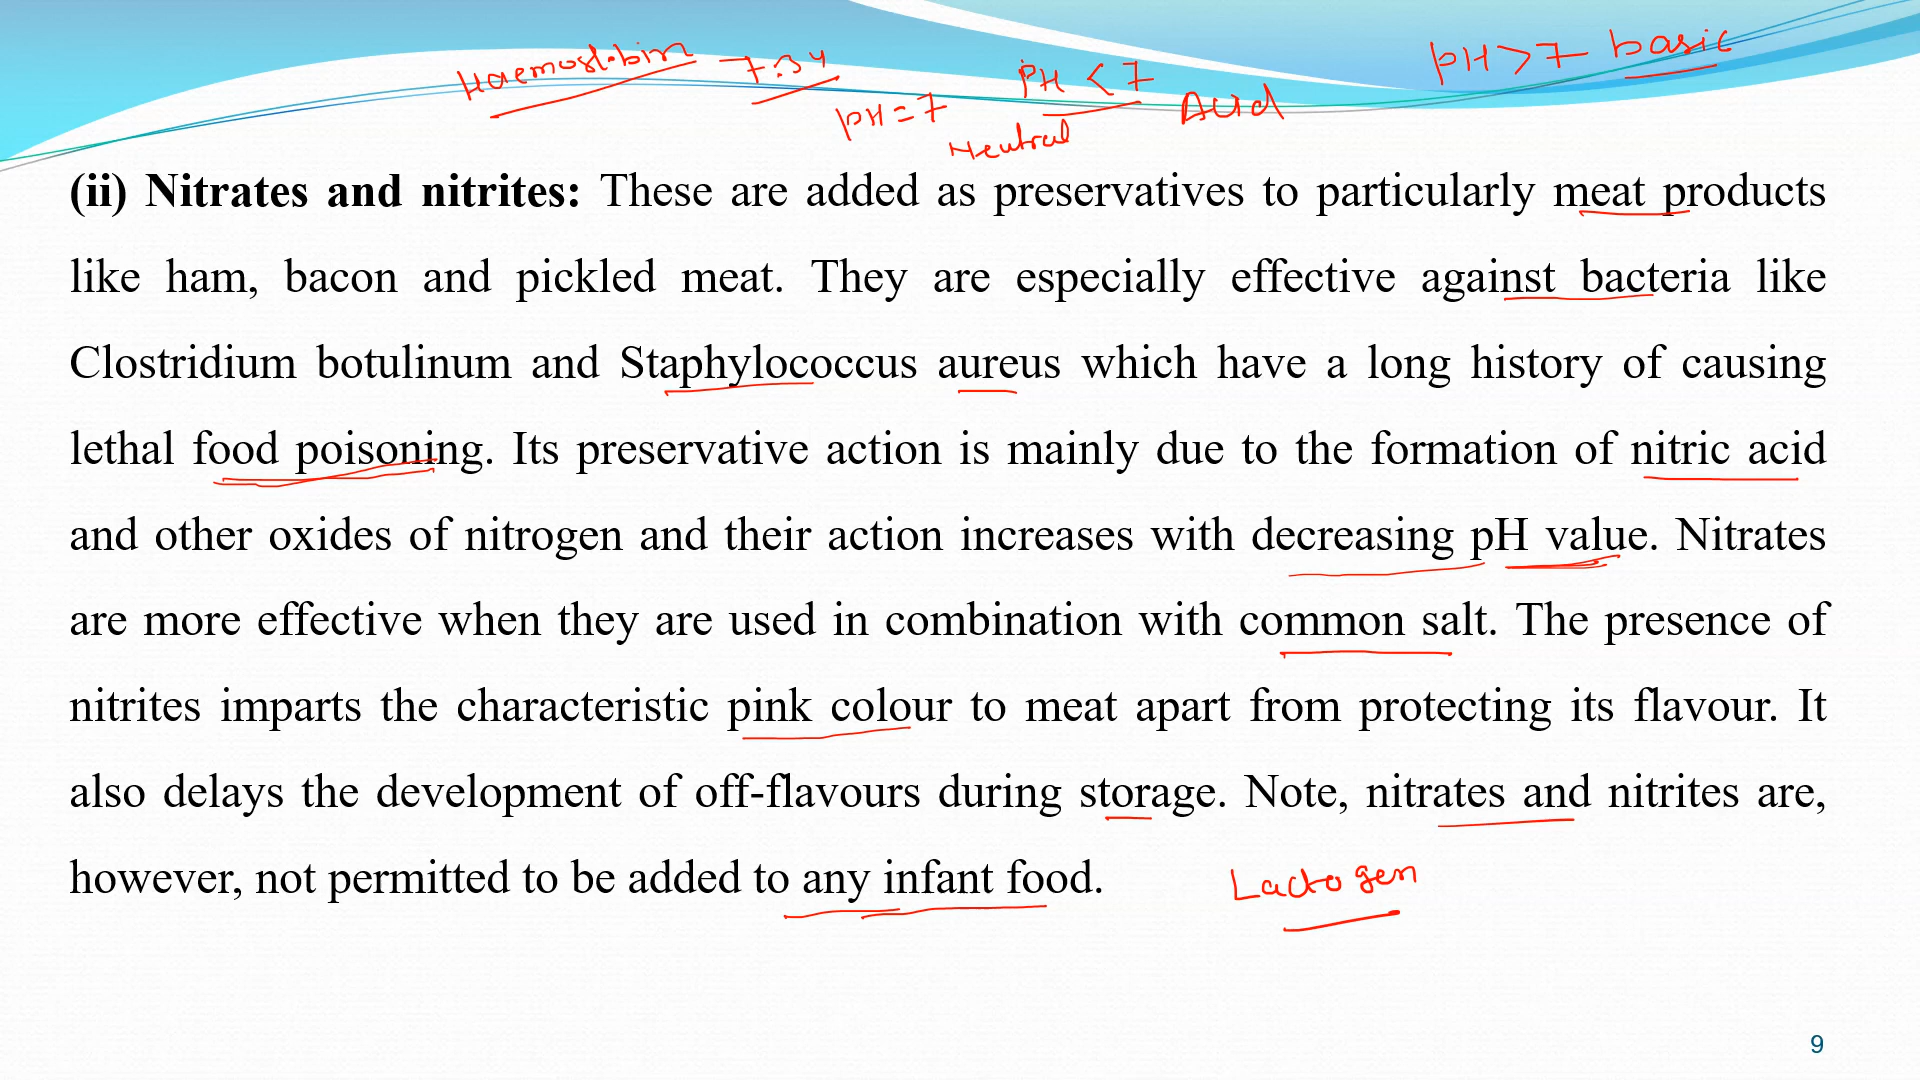 Haemoglobin 7.34
pH = 7
Neutral
pH < 7
Acid
pH > 7 basic
(ii) Nitrates and nitrites: These are added as preservatives to particularly meat products
like ham, bacon and pickled meat. They are especially effective against bacteria like
Clostridium botulinum and Staphylococcus aureus which have a long history of causing
lethal food poisoning. Its preservative action is mainly due to the formation of nitric acid
and other oxides of nitrogen and their action increases with decreasing pH value. Nitrates
are more effective when they are used in combination with common salt. The presence of
nitrites imparts the characteristic pink colour to meat apart from protecting its flavour. It
also delays the development of off-flavours during storage. Note, nitrates and nitrites are,
however, not permitted to be added to any infant food.
Lactogen
9